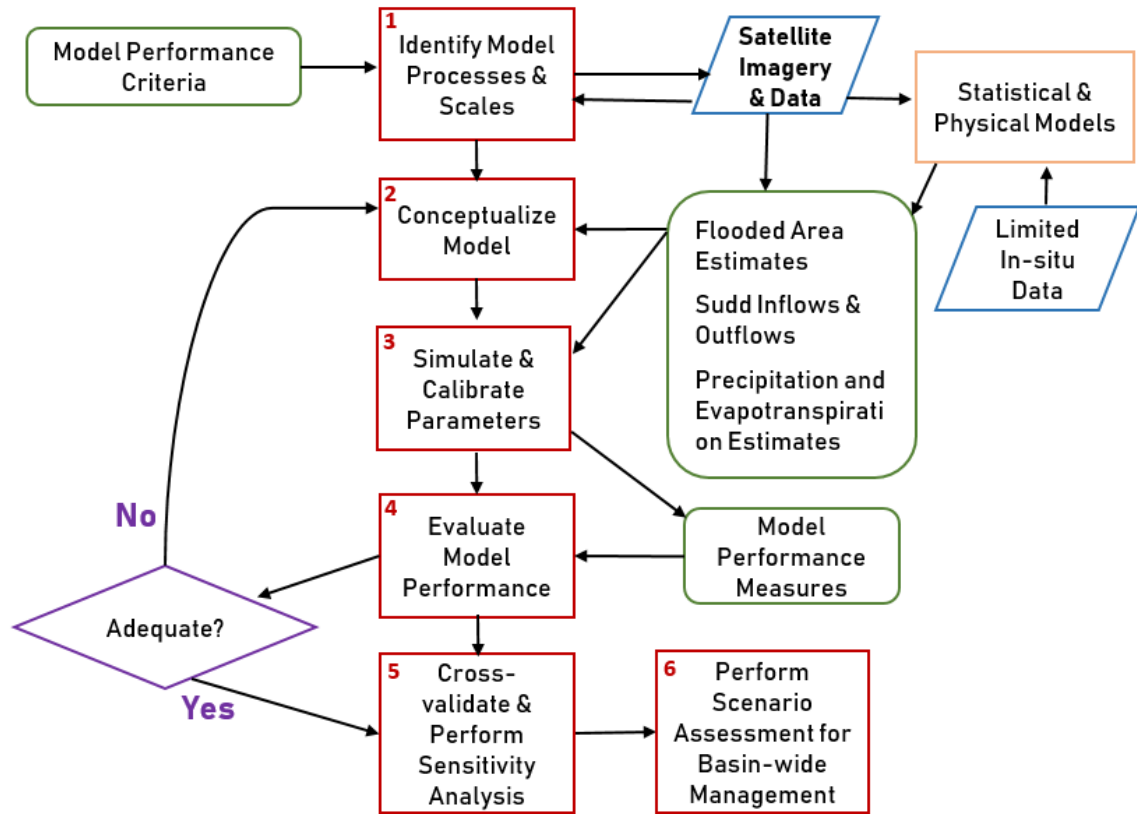 Model Performance
Criteria
1
Identify Model
Processes &
Scales
Satellite
Imagery
& Data
Statistical &
Physical Models
2
Conceptualize
Model
Flooded Area
Estimates
Sudd Inflows &
Outflows
Precipitation and
Evapotranspirati
on Estimates
Limited
In-situ
Data
3
Simulate &
Calibrate
Parameters
No
4
Evaluate
Model
Performance
Model
Performance
Measures
Adequate?
Yes
5
Cross-
validate &
Perform
Sensitivity
Analysis
6
Perform
Scenario
Assessment for
Basin-wide
Management